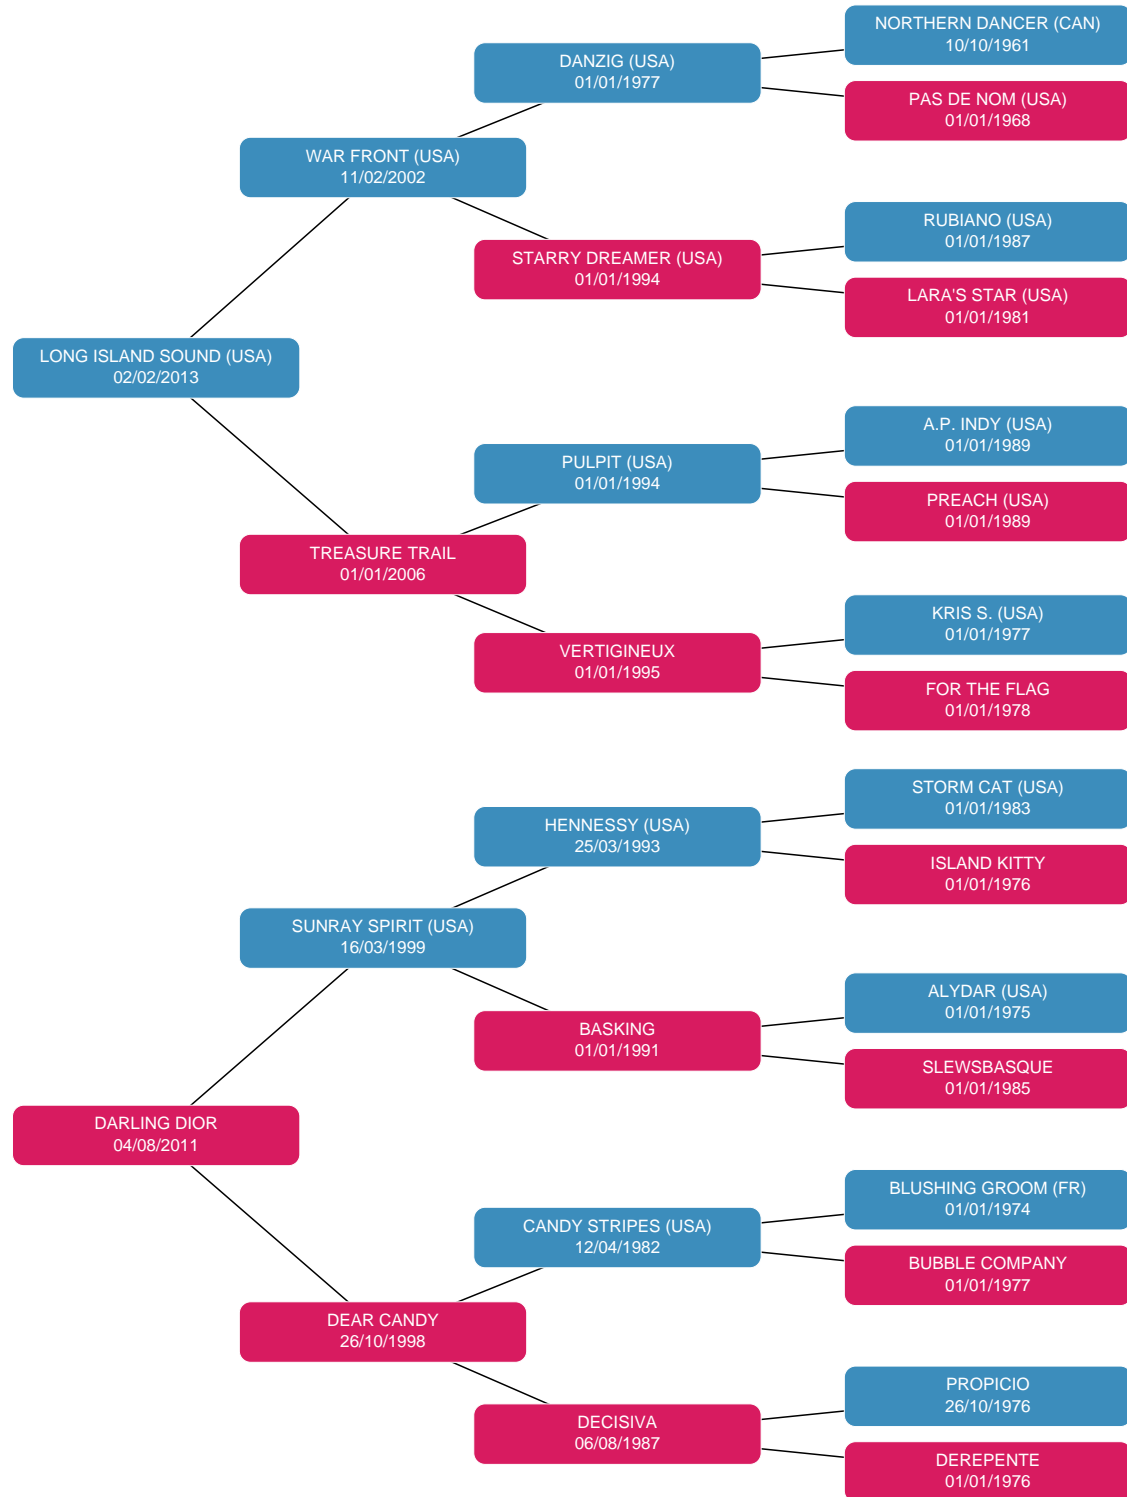 NORTHERN DANCER (CAN)
10/10/1961
DANZIG (USA)
01/01/1977
PAS DE NOM (USA)
01/01/1968
WAR FRONT (USA)
11/02/2002
RUBIANO (USA)
01/01/1987
STARRY DREAMER (USA)
01/01/1994
LARA'S STAR (USA)
01/01/1981
LONG ISLAND SOUND (USA)
02/02/2013
A.P. INDY (USA)
01/01/1989
PULPIT (USA)
01/01/1994
PREACH (USA)
01/01/1989
TREASURE TRAIL
01/01/2006
KRIS S. (USA)
01/01/1977
VERTIGINEUX
01/01/1995
FOR THE FLAG
01/01/1978
STORM CAT (USA)
01/01/1983
HENNESSY (USA)
25/03/1993
ISLAND KITTY
01/01/1976
SUNRAY SPIRIT (USA)
16/03/1999
ALYDAR (USA)
01/01/1975
BASKING
01/01/1991
SLEWSBASQUE
01/01/1985
DARLING DIOR
04/08/2011
BLUSHING GROOM (FR)
01/01/1974
CANDY STRIPES (USA)
12/04/1982
BUBBLE COMPANY
01/01/1977
DEAR CANDY
26/10/1998
PROPICIO
26/10/1976
DECISIVA
06/08/1987
DEREPENTE
01/01/1976